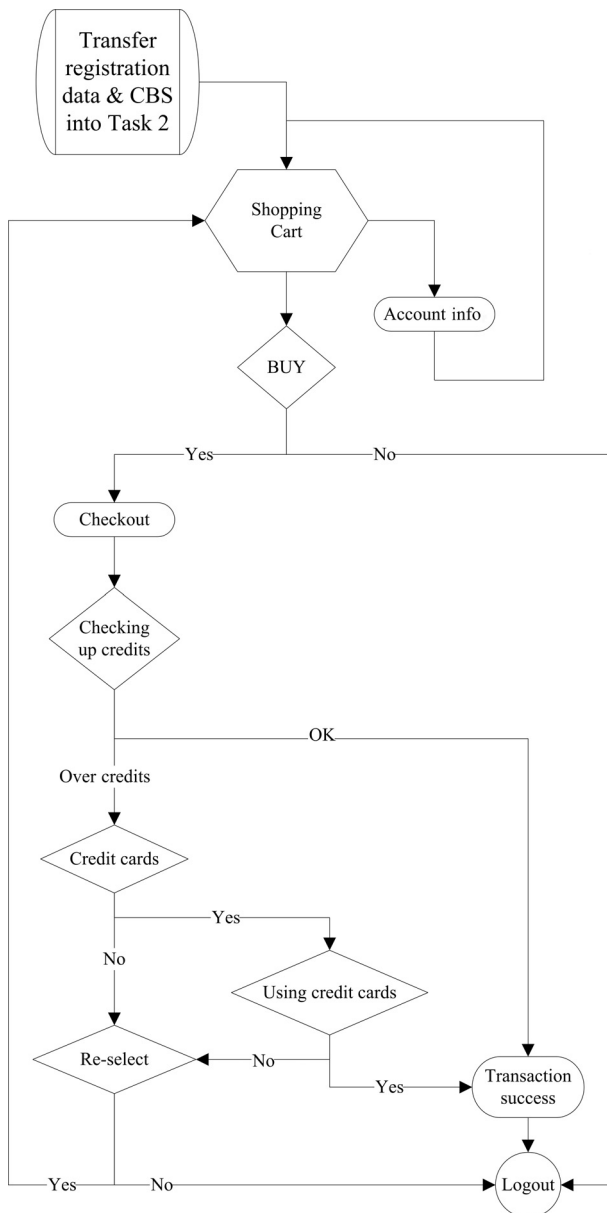 Transfer
registration
data & CBS
into Task 2
Shopping
Cart
Account info
BUY
Yes
No
Checkout
Checking
up credits
OK
Over credits
Credit cards
Yes
No
Using credit cards
Re-select
No
Yes
Transaction
success
Yes
No
Logout